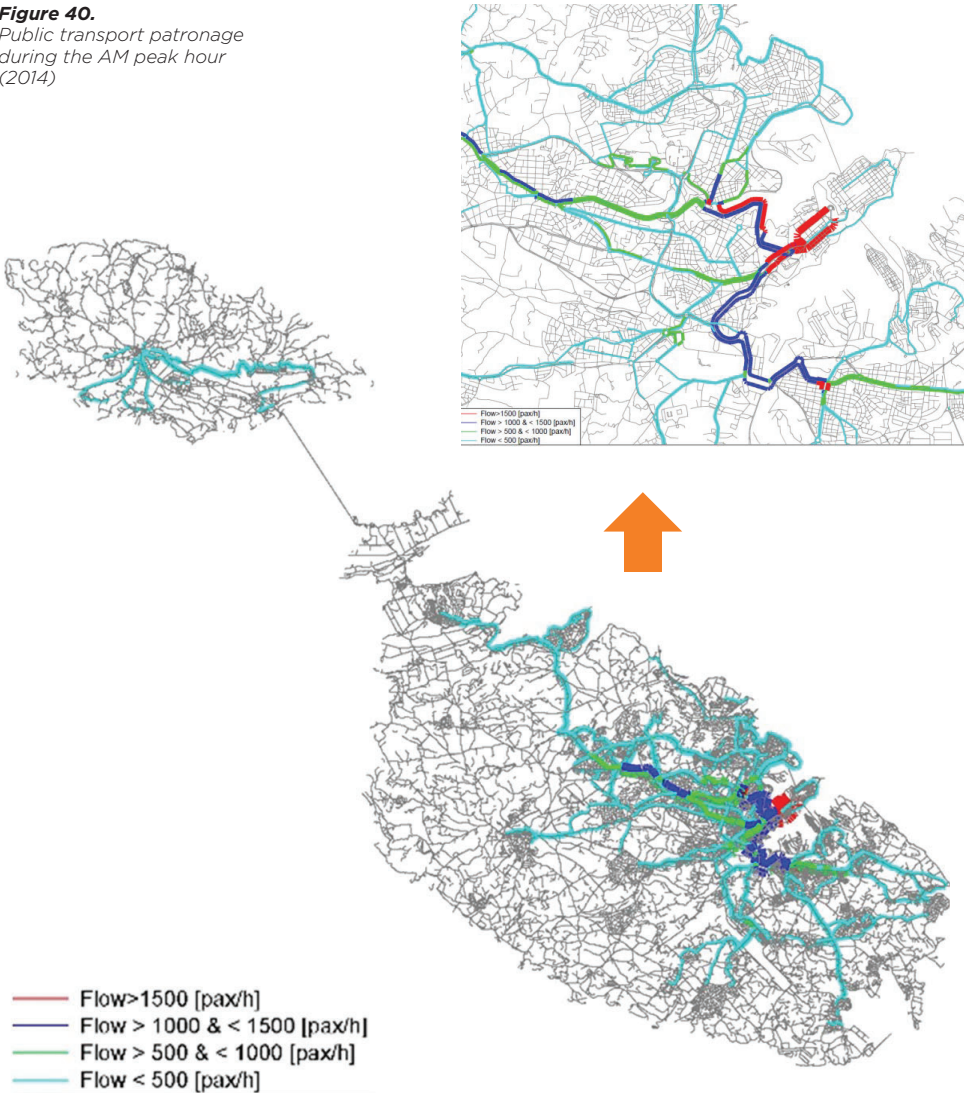 Figure 40.
Public transport patronage
during the AM peak hour
(2014)
Flow>1500 [pax/h]
Flow > 1000 & < 1500 [pax/h]
Flow > 500 & < 1000 [pax/h]
Flow < 500 [pax/h]
Flow>1500 [pax/h]
Flow > 1000 & < 1500 [pax/h]
Flow > 500 & < 1000 [pax/h]
Flow < 500 [pax/h]